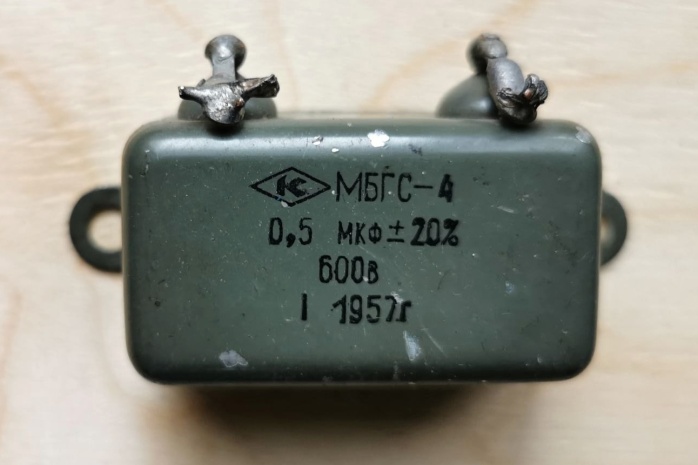 К МБГС-4
0,5 мкф ± 20%
600в
I 1957г